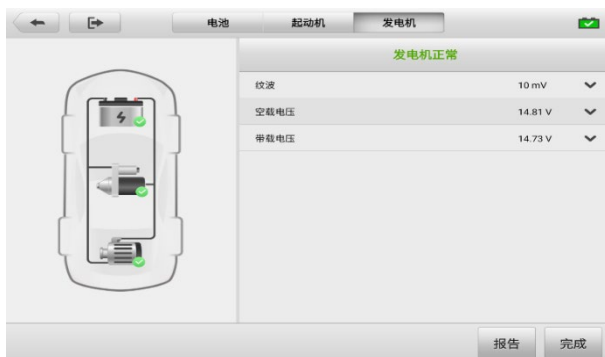 电池 起动机 发电机
发电机正常
纹波 10 mV
空载电压 14.81 V
带载电压 14.73 V
报告 完成